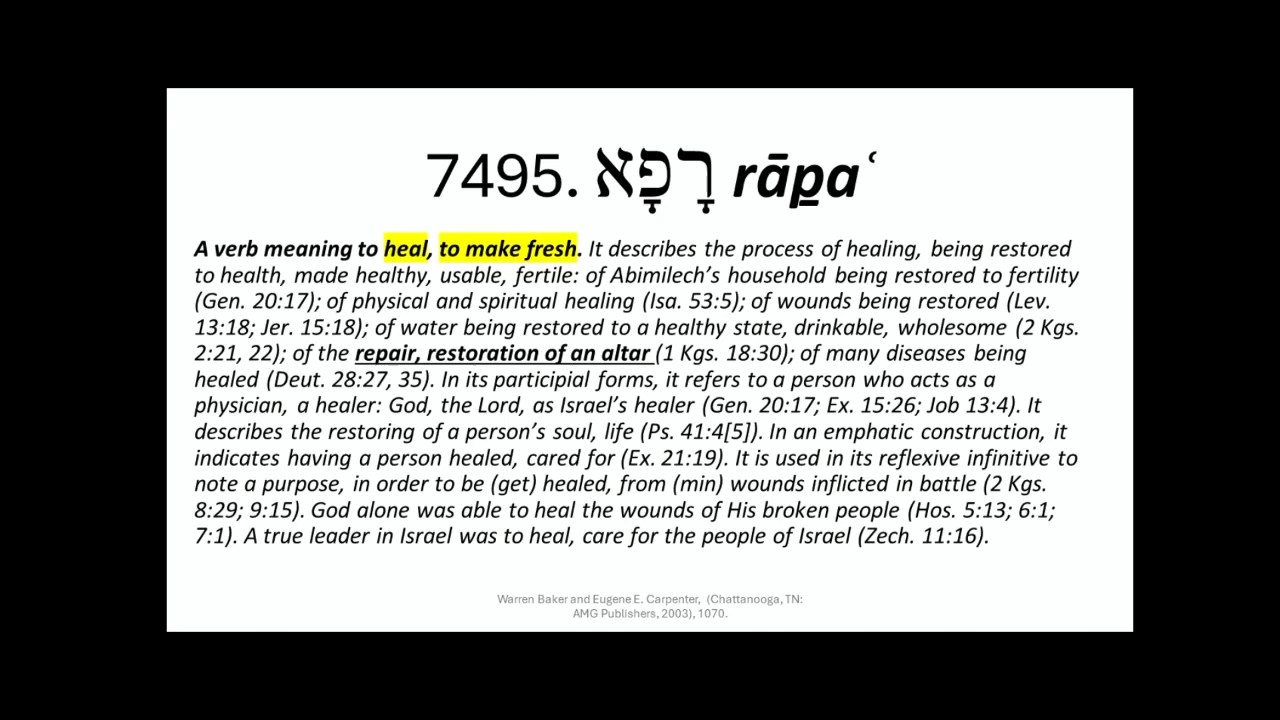 7495. רָפָא rāp̱aʿ
A verb meaning to heal, to make fresh. It describes the process of healing, being restored
to health, made healthy, usable, fertile: of Abimilech’s household being restored to fertility
(Gen. 20:17); of physical and spiritual healing (Isa. 53:5); of wounds being restored (Lev.
13:18; Jer. 15:18); of water being restored to a healthy state, drinkable, wholesome (2 Kgs.
2:21, 22); of the repair, restoration of an altar (1 Kgs. 18:30); of many diseases being
healed (Deut. 28:27, 35). In its participial forms, it refers to a person who acts as a
physician, a healer: God, the Lord, as Israel’s healer (Gen. 20:17; Ex. 15:26; Job 13:4). It
describes the restoring of a person’s soul, life (Ps. 41:4[5]). In an emphatic construction, it
indicates having a person healed, cared for (Ex. 21:19). It is used in its reflexive infinitive to
note a purpose, in order to be (get) healed, from (min) wounds inflicted in battle (2 Kgs.
8:29; 9:15). God alone was able to heal the wounds of His broken people (Hos. 5:13; 6:1;
7:1). A true leader in Israel was to heal, care for the people of Israel (Zech. 11:16).
Warren Baker and Eugene E. Carpenter, (Chattanooga, TN:
AMG Publishers, 2003), 1070.